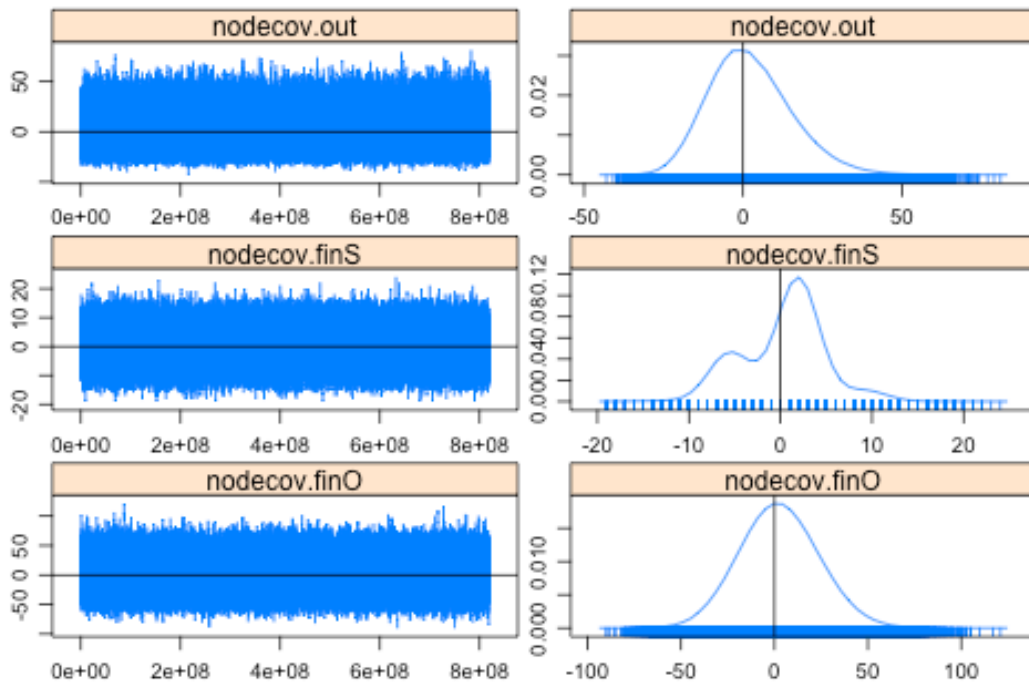 nodecov.out
50
0
0e+00 2e+08 4e+08 6e+08 8e+08
nodecov.out
0.02
0.00
-50 0 50
nodecov.finS
20
10
0
-20
0e+00 2e+08 4e+08 6e+08 8e+08
nodecov.finS
0.000.040.080.12
-20 -10 0 10 20
nodecov.finO
50
0
-50
0e+00 2e+08 4e+08 6e+08 8e+08
nodecov.finO
0.010
0.000
-100 -50 0 50 100